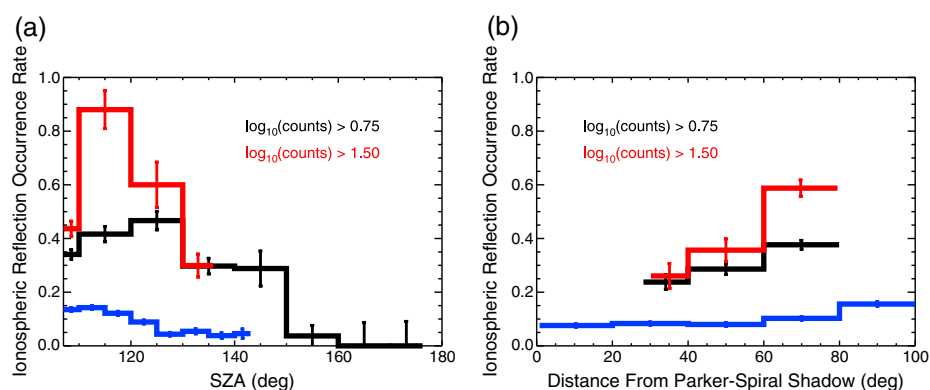 (a)
Ionospheric Reflection Occurrence Rate
1.0
0.8
0.6
0.4
0.2
0.0
log10(counts) > 0.75
log10(counts) > 1.50
120 140 160 180
SZA (deg)
(b)
Ionospheric Reflection Occurrence Rate
1.0
0.8
0.6
0.4
0.2
0.0
log10(counts) > 0.75
log10(counts) > 1.50
0 20 40 60 80 100
Distance From Parker-Spiral Shadow (deg)